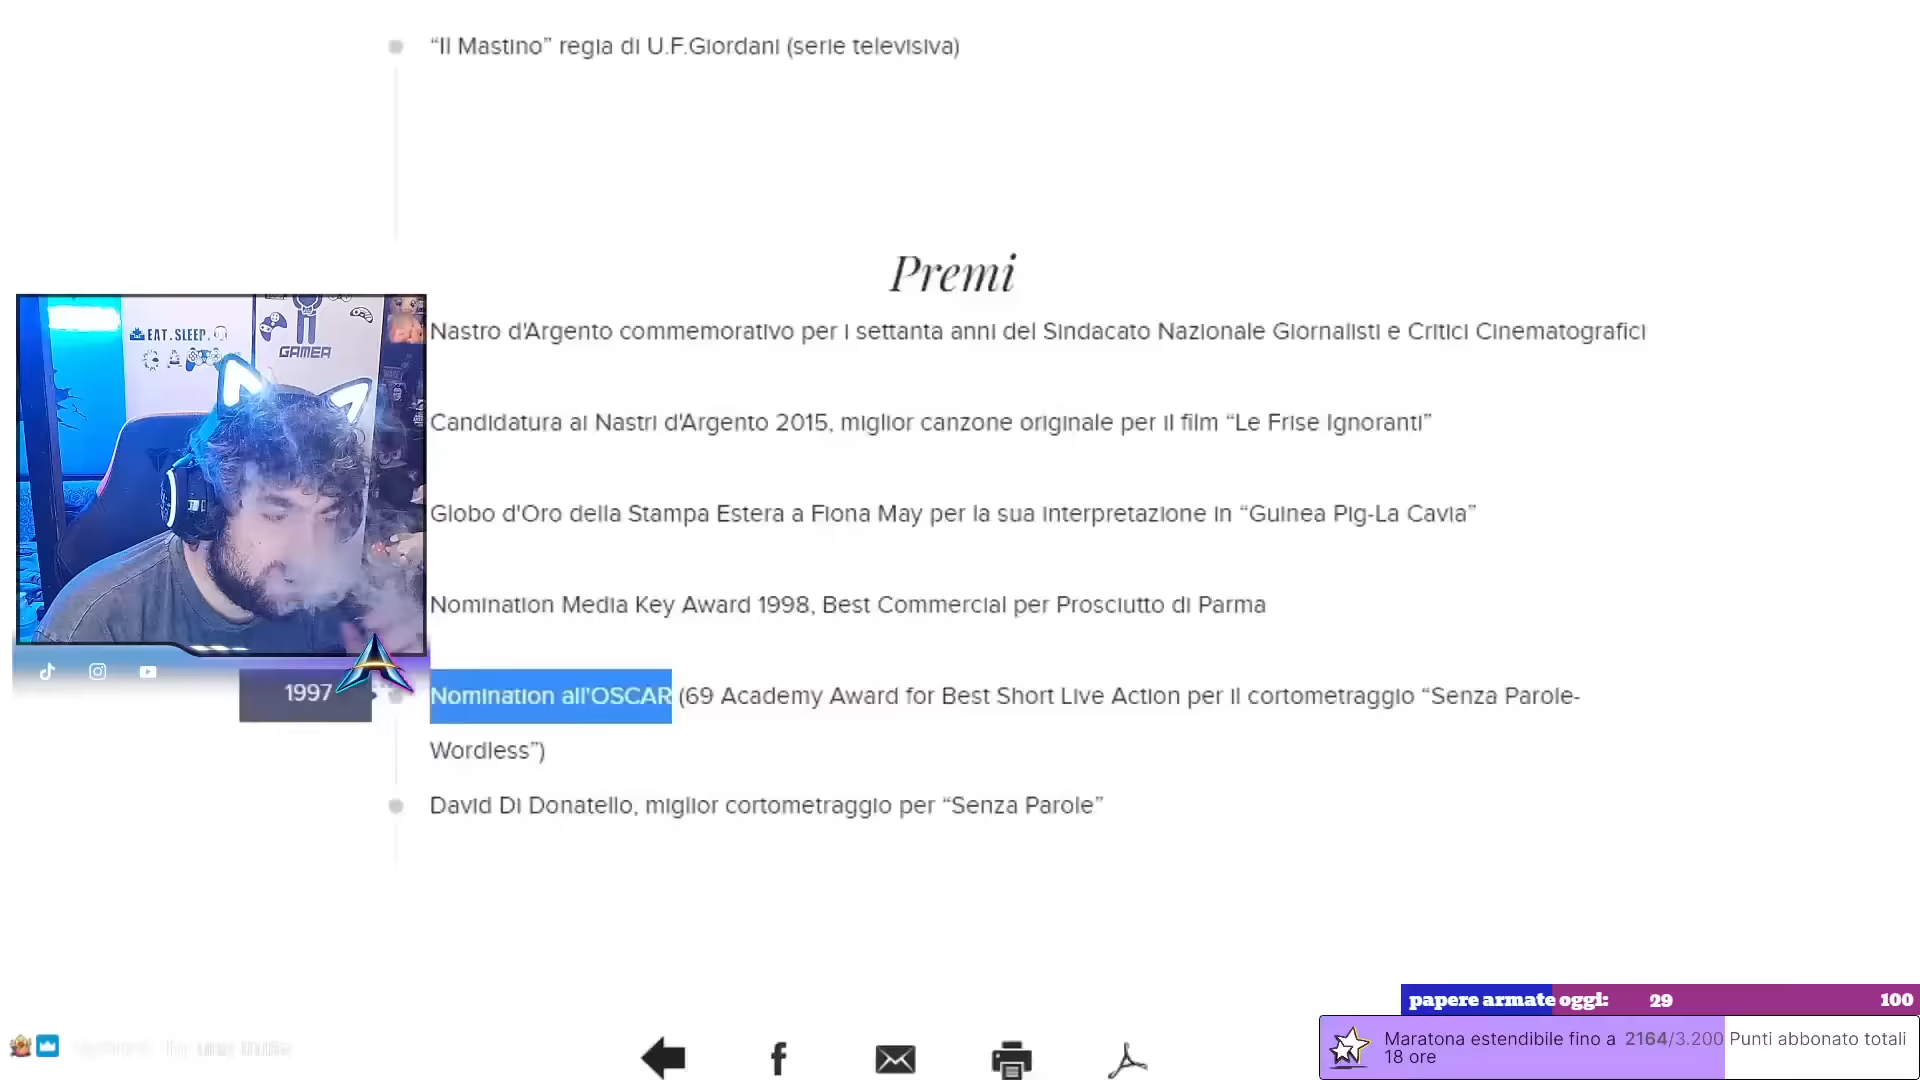 “Il Mastino” regia di U.F.Giordani (serie televisiva)
Premi
Nastro d'Argento commemorativo per i settanta anni del Sindacato Nazionale Giornalisti e Critici Cinematografici
EAT.SLEEP.
GAMER
Candidatura ai Nastri d'Argento 2015, miglior canzone originale per il film “Le Frise Ignoranti”
Globo d'Oro della Stampa Estera a Fiona May per la sua interpretazione in “Guinea Pig-La Cavia”
Nomination Media Key Award 1998, Best Commercial per Prosciutto di Parma
1997
Nomination all'OSCAR (69 Academy Award for Best Short Live Action per il cortometraggio “Senza Parole-
Wordless”)
David Di Donatello, miglior cortometraggio per “Senza Parole”
papere armate oggi: 29 100
Maratona estendibile fino a 2164/3.200 Punti abbonato totali
18 ore